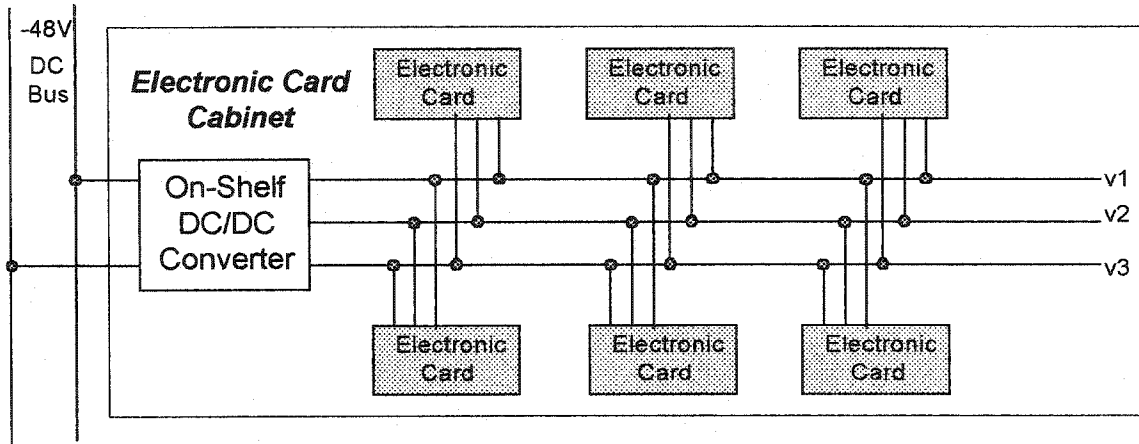 -48V
DC
Bus
Electronic Card
Cabinet
Electronic
Card
Electronic
Card
Electronic
Card
On-Shelf
DC/DC
Converter
v1
v2
v3
Electronic
Card
Electronic
Card
Electronic
Card